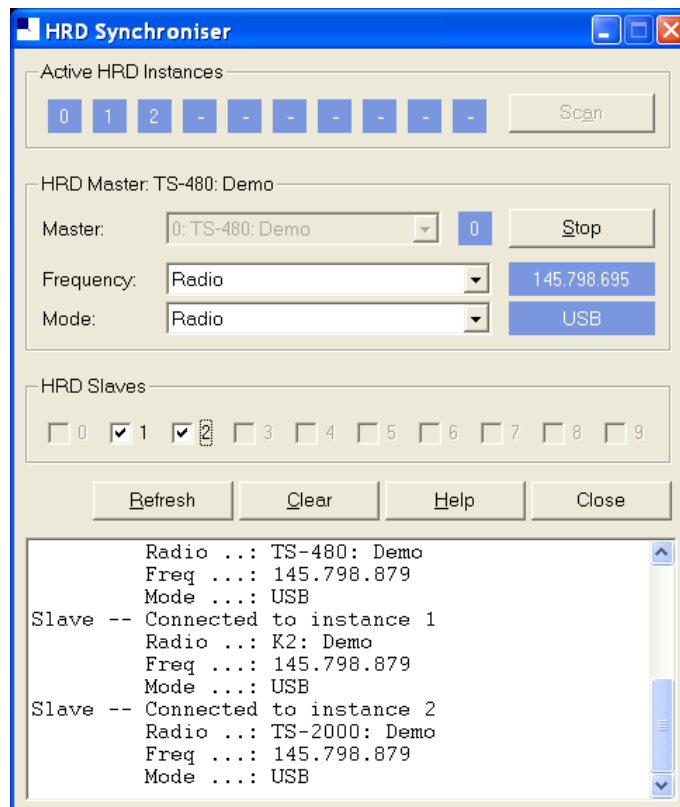 HRD Synchroniser
Active HRD Instances
0 1 2 - - - - - - - Scan
HRD Master: TS-480: Demo
Master: 0: TS-480: Demo 0 Stop
Frequency: Radio 145.798.695
Mode: Radio USB
HRD Slaves
0 1 2 3 4 5 6 7 8 9
Refresh Clear Help Close
Radio ..: TS-480: Demo
Freq ...: 145.798.879
Mode ...: USB
Slave -- Connected to instance 1
Radio ..: K2: Demo
Freq ...: 145.798.879
Mode ...: USB
Slave -- Connected to instance 2
Radio ..: TS-2000: Demo
Freq ...: 145.798.879
Mode ...: USB